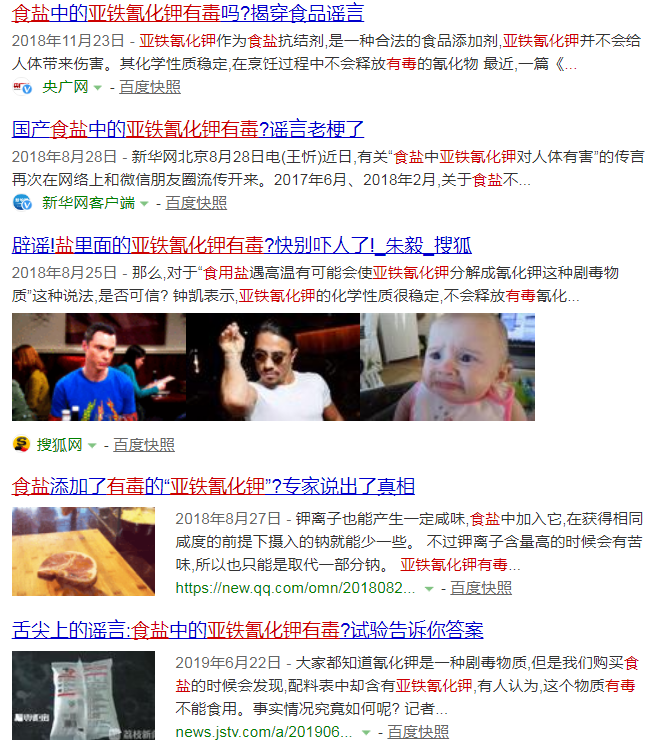 食盐中的亚铁氰化钾有毒吗?揭穿食品谣言
2018年11月23日 - 亚铁氰化钾作为食盐抗结剂,是一种合法的食品添加剂,亚铁氰化钾并不会给
人体带来伤害。其化学性质稳定,在烹饪过程中不会释放有毒的氰化物 最近,一篇《...
央广网 - 百度快照
国产食盐中的亚铁氰化钾有毒?谣言老梗了
2018年8月28日 - 新华网北京8月28日电(王忻)近日,有关“食盐中亚铁氰化钾对人体有害”的传言
再次在网络上和微信朋友圈流传开来。2017年6月、2018年2月,关于食盐不...
新华网客户端 - 百度快照
辟谣!盐里面的亚铁氰化钾有毒?快别吓人了!_朱毅_搜狐
2018年8月25日 - 那么,对于“食用盐遇高温有可能会使亚铁氰化钾分解成氰化钾这种剧毒物
质”这种说法,是否可信? 钟凯表示,亚铁氰化钾的化学性质很稳定,不会释放有毒氰化...
搜狐网 - 百度快照
食盐添加了有毒的“亚铁氰化钾”?专家说出了真相
2018年8月27日 - 钾离子也能产生一定咸味,食盐中加入它,在获得相同
咸度的前提下摄入的钠就能少一些。 不过钾离子含量高的时候会有苦
味,所以也只能是取代一部分钠。 亚铁氰化钾有毒...
https://new.qq.com/omn/2018082... - 百度快照
舌尖上的谣言:食盐中的亚铁氰化钾有毒?试验告诉你答案
2019年6月22日 - 大家都知道氰化钾是一种剧毒物质,但是我们购买食
盐的时候会发现,配料表中却含有亚铁氰化钾,有人认为,这个物质有毒
不能食用。事实情况究竟如何呢? 记者...
news.jstv.com/a/201906... - 百度快照